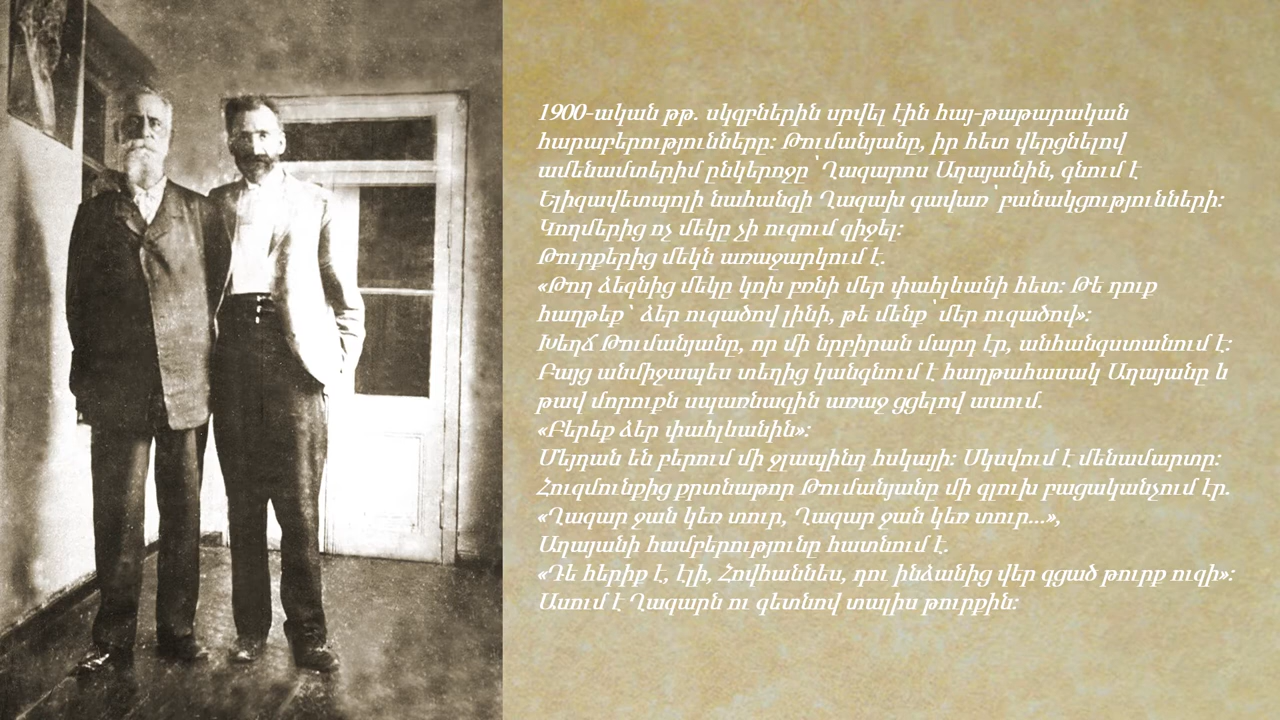 1900-ական թթ. սկզբներին սրվել էին հայ-թաթարական
հարաբերությունները։ Թումանյանը, իր հետ վերցնելով
ամենամտերիմ ընկերոջը՝ Ղազարոս Աղայանին, գնում է
Ելիզավետպոլի նահանգի Ղազախ գավառ՝ բանակցությունների։
Կողմերից ոչ մեկը չի ուզում զիջել։
Թուրքերից մեկն առաջարկում է.
«Թող ձեզնից մեկը կոխ բռնի մեր փահլևանի հետ։ Թե դուք
հաղթեք՝ ձեր ուզածով լինի, թե մենք՝ մեր ուզածով»։
Խեղճ Թումանյանը, որ մի նրբիրան մարդ էր, անհանգստանում է։
Բայց անմիջապես տեղից կանգնում է հաղթահասակ Աղայանը և
թավ մորուքն սպառնագին առաջ ցցելով ասում.
«Բերեք ձեր փահլևանին»։
Մեյդան են բերում մի ջլապինդ հսկայի։ Սկսվում է մենամարտը։
Հուզմունքից քրտնաթոր Թումանյանը մի գլուխ բացականչում էր.
«Ղազար ջան կեռ տուր, Ղազար ջան կեռ տուր...»,
Աղայանի համբերությունը հատնում է.
«Դե հերիք է, էլի, Հովհաննես, դու ինձանից վեր գցած թուրք ուզի»։
Ասում է Ղազարն ու գետնով տալիս թուրքին։